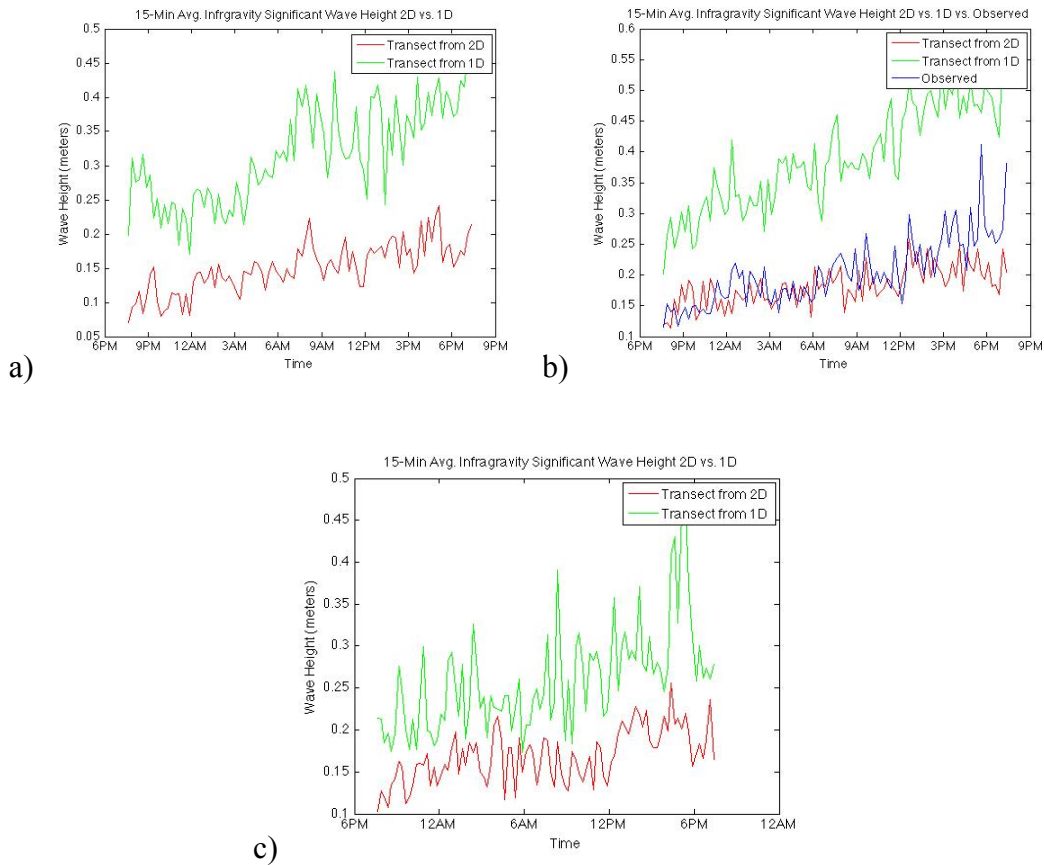 15-Min Avg. Infrgravity Significant Wave Height 2D vs. 1D
0.5
0.45
0.4
0.35
0.3
0.25
0.2
0.15
0.1
0.05
Wave Height (meters)
Transect from 2D
Transect from 1D
6PM 9PM 12AM 3AM 6AM 9AM 12PM 3PM 6PM 9PM
Time
a)
15-Min Avg. Infragravity Significant Wave Height 2D vs. 1D vs. Observed
0.6
0.55
0.5
0.45
0.4
0.35
0.3
0.25
0.2
0.15
0.1
Wave Height (meters)
Transect from 2D
Transect from 1D
Observed
6PM 9PM 12AM 3AM 6AM 9AM 12PM 3PM 6PM 9PM
Time
b)
15-Min Avg. Infragravity Significant Wave Height 2D vs. 1D
0.5
0.45
0.4
0.35
0.3
0.25
0.2
0.15
0.1
Wave Height (meters)
Transect from 2D
Transect from 1D
6PM 12AM 6AM 12PM 6PM 12AM
Time
c)